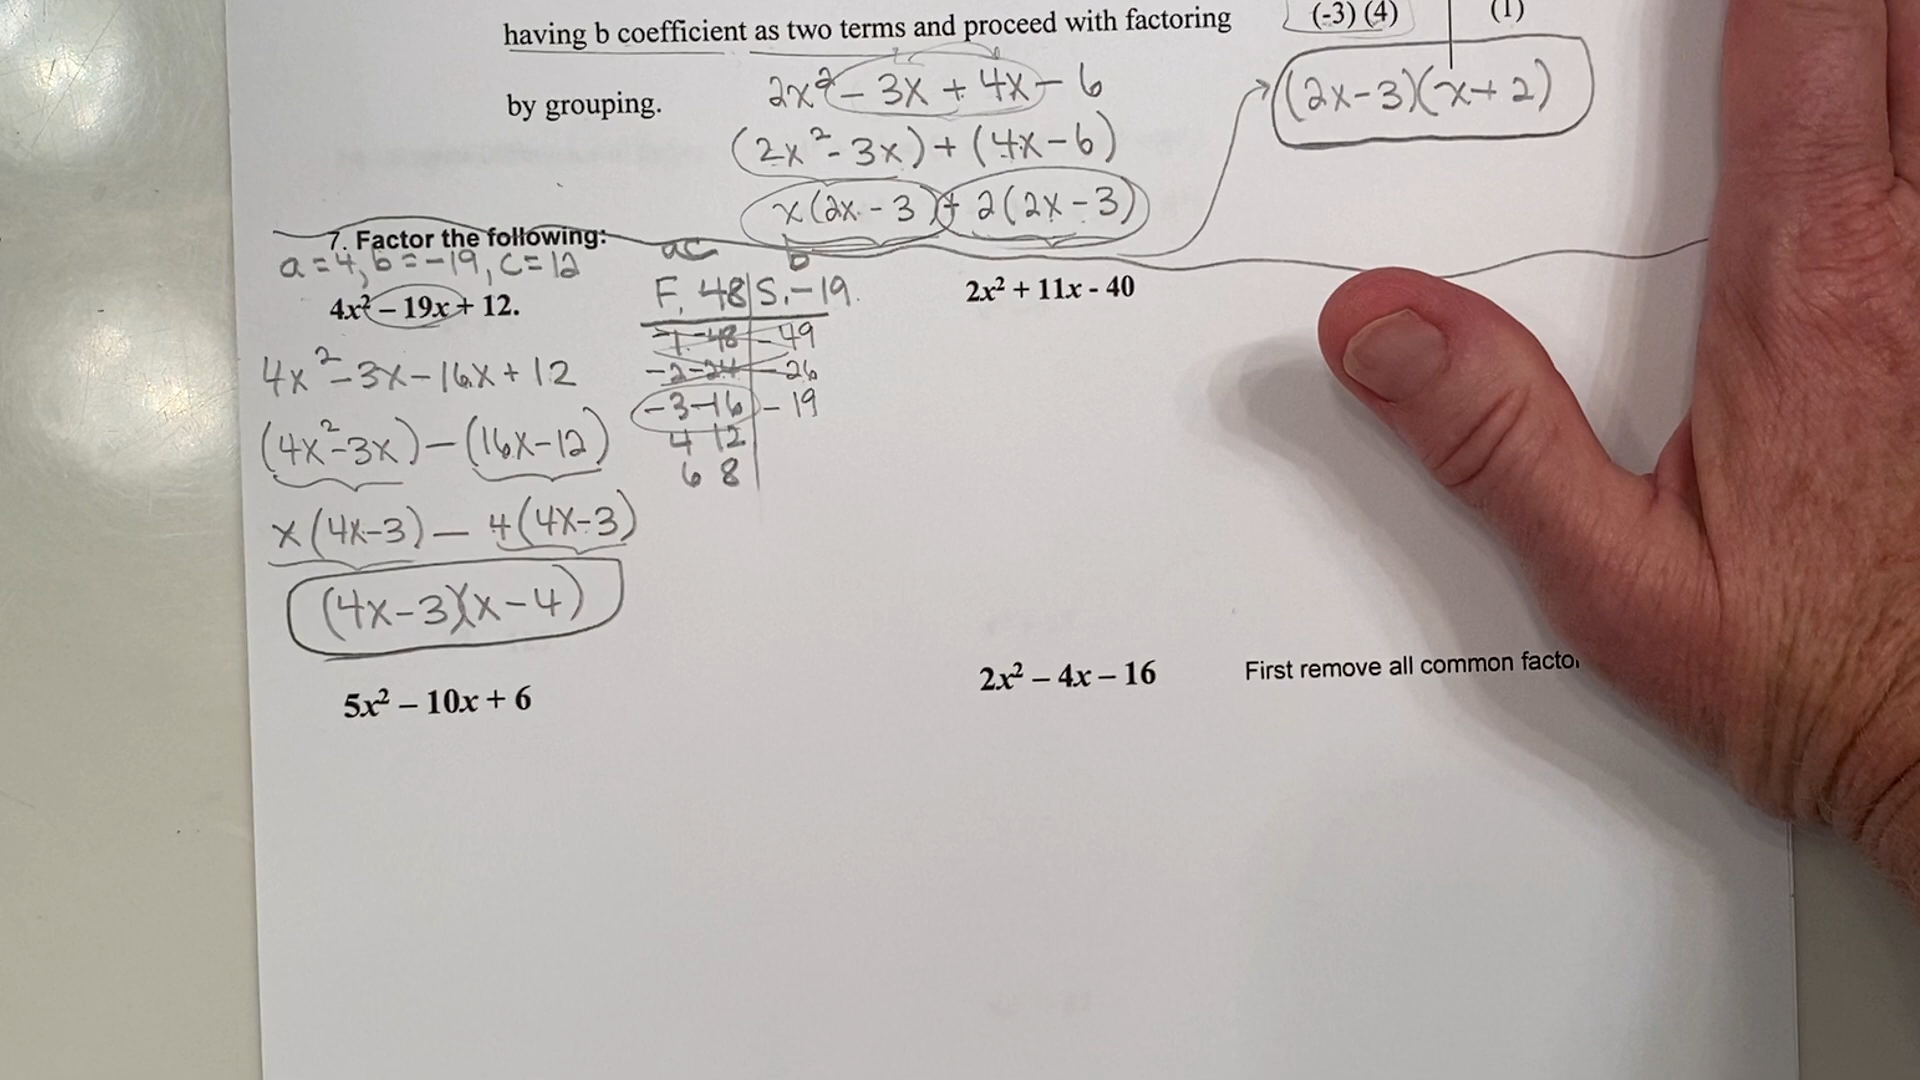 having b coefficient as two terms and proceed with factoring
(-3) (4)
(1)
by grouping.
2x² - 3x + 4x - 6
(2x-3)(x+2)
(2x² - 3x) + (4x - 6)
x(2x - 3) + 2(2x - 3)
7. Factor the following:
a = 4, b = -19, c = 12
ac b
4x² – 19x + 12.
F. 48 S. -19.
2x² + 11x - 40
-1 -48 -49
4x² - 3x - 16x + 12
-2 -24 -26
-3 -16 -19
(4x² - 3x) - (16x - 12)
4 12
6 8
x(4x - 3) - 4(4x - 3)
(4x - 3)(x - 4)
5x² – 10x + 6
2x² – 4x – 16
First remove all common